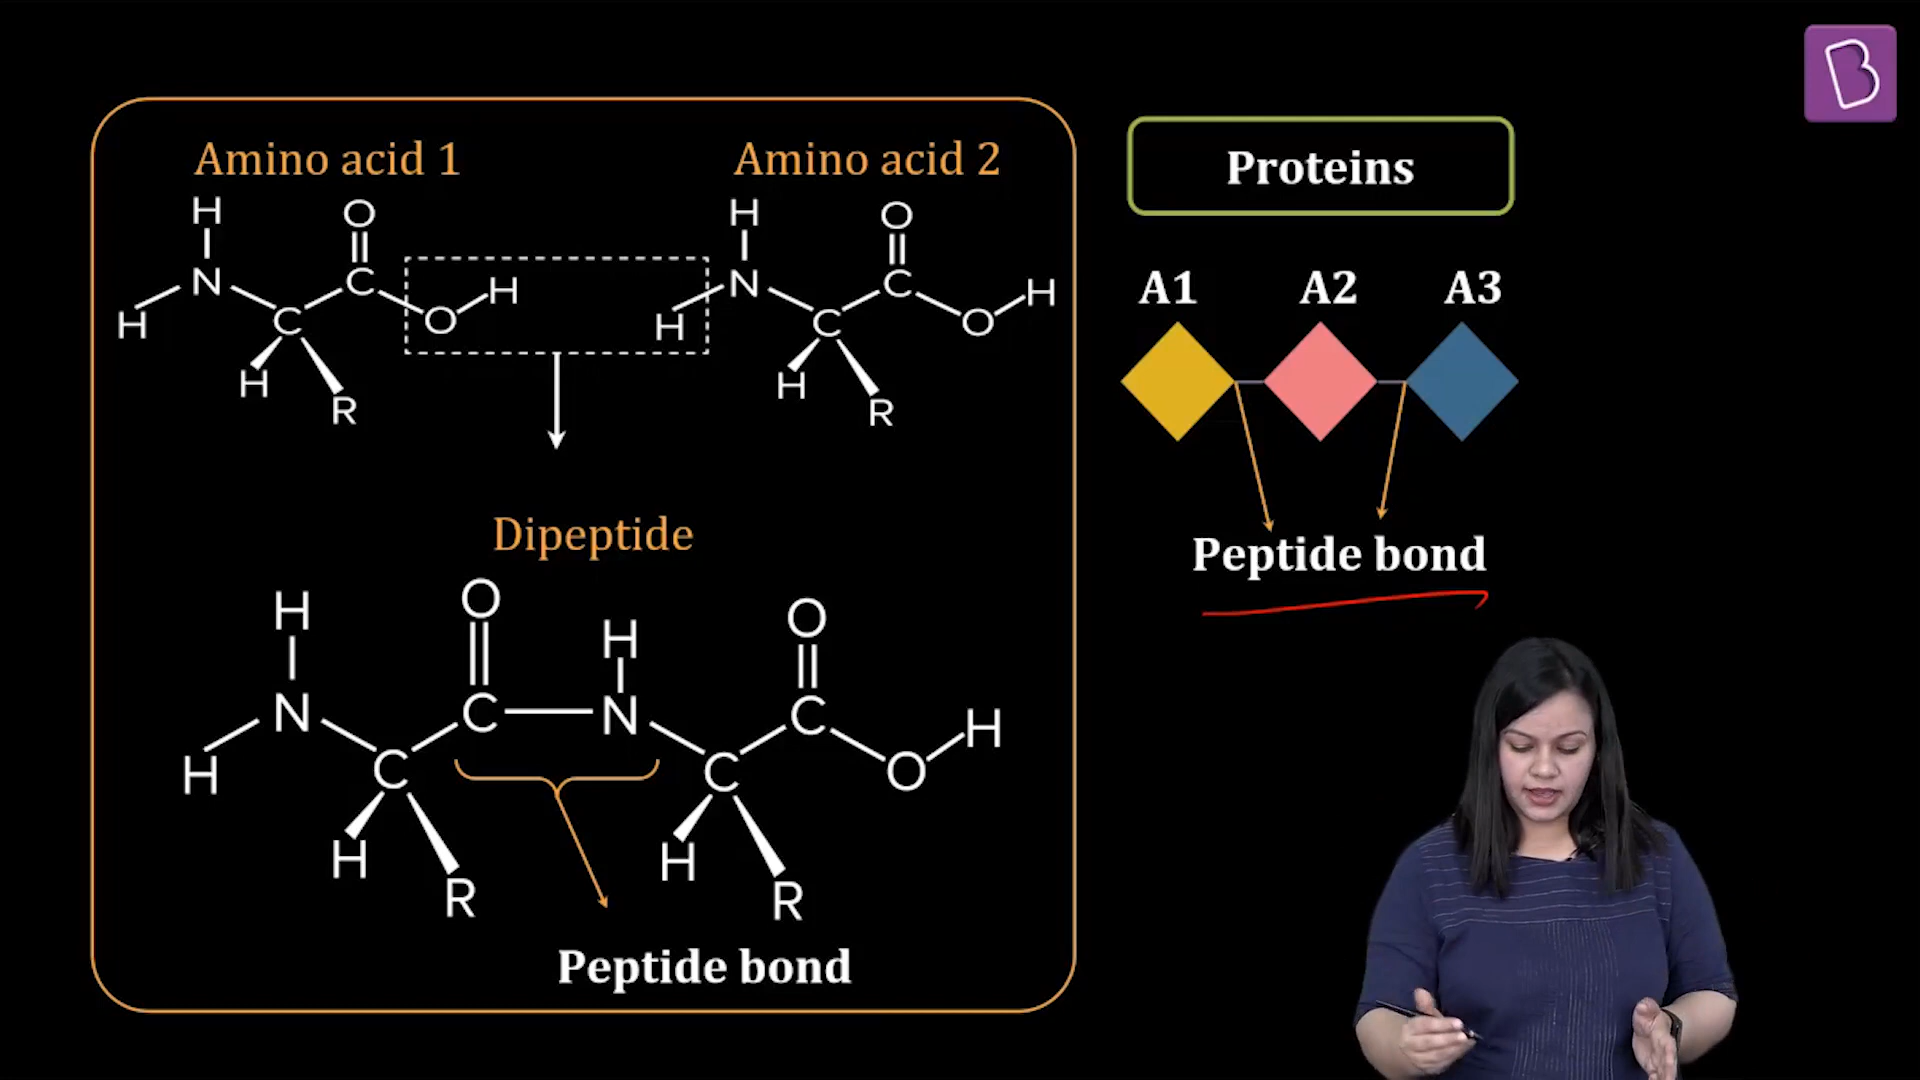 Amino acid 1
Amino acid 2
H
O
N
C
H
O
H
C
H
R
H
O
N
C
H
O
H
C
H
R
Dipeptide
H
O
N
C
H
C
H
R
H
N
O
C
C
O
H
H
R
Peptide bond
Proteins
A1 A2 A3
Peptide bond
B